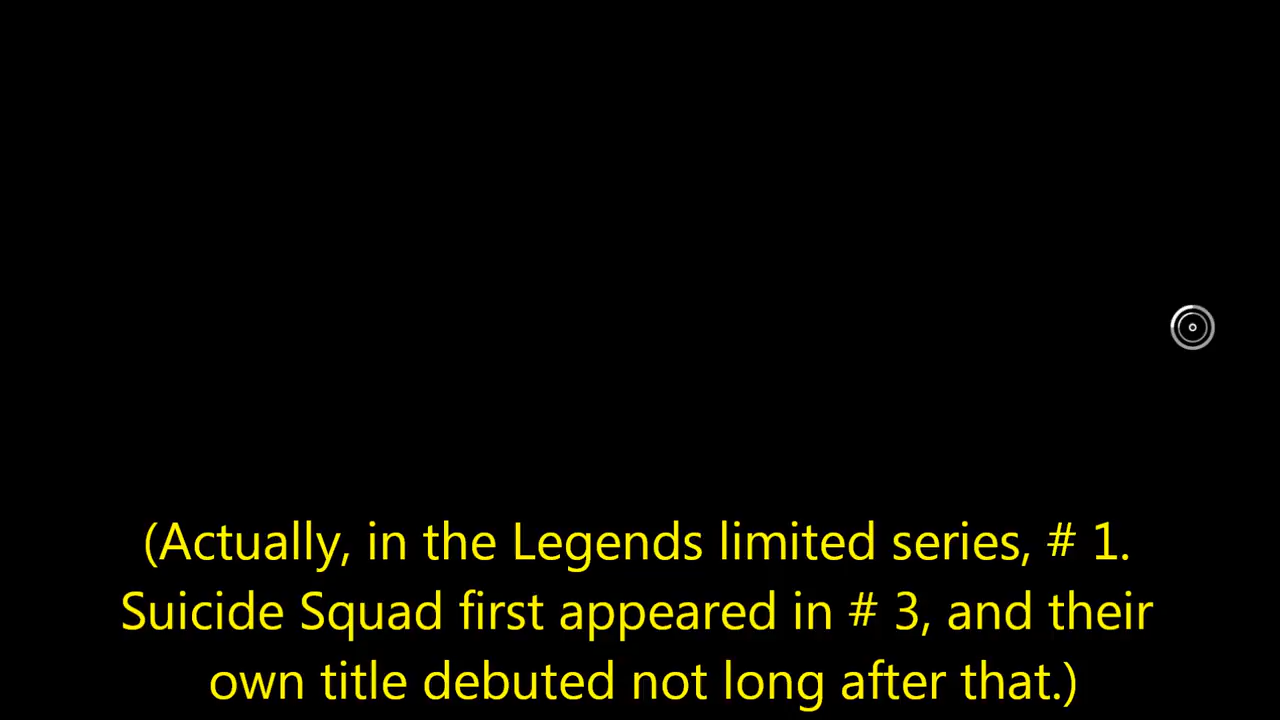 (Actually, in the Legends limited series, # 1.
Suicide Squad first appeared in # 3, and their
own title debuted not long after that.)